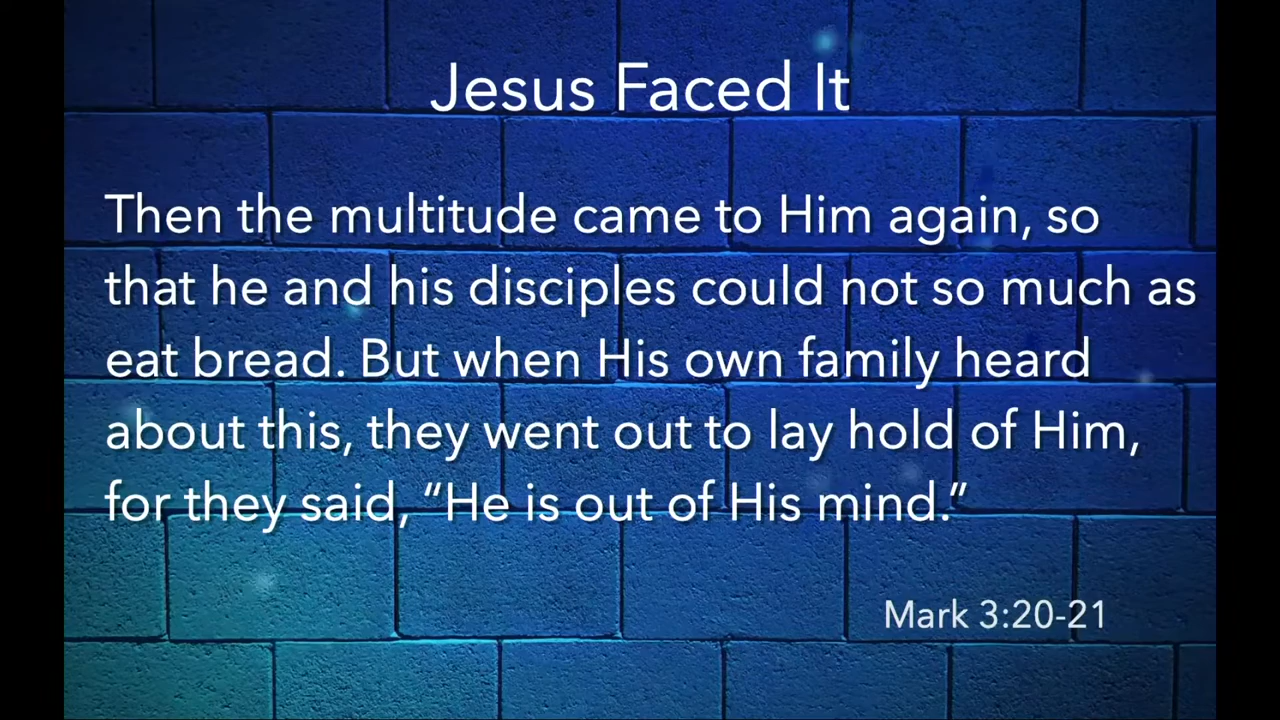 Jesus Faced It
Then the multitude came to Him again, so
that he and his disciples could not so much as
eat bread. But when His own family heard
about this, they went out to lay hold of Him,
for they said, “He is out of His mind.”
Mark 3:20-21